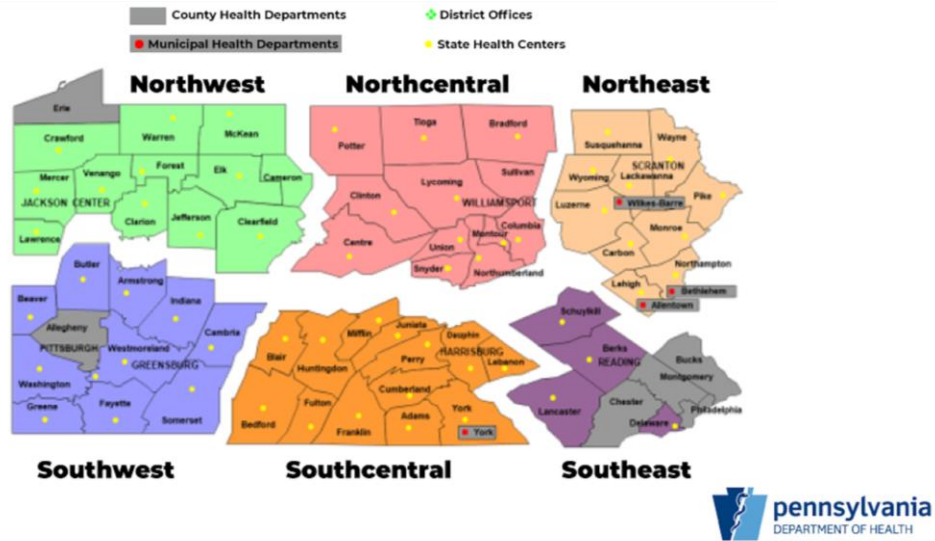 County Health Departments
District Offices
Municipal Health Departments
State Health Centers
Northwest
Northcentral
Northeast
Erie
Crawford
Warren
McKean
Mercer
Venango
Forest
Elk
Cameron
JACKSON CENTER
Clarion
Jefferson
Clearfield
Lawrence
Potter
Tioga
Bradford
Sullivan
Clinton
Lycoming
WILLIAMSPORT
Centre
Union
Montour
Columbia
Snyder
Northumberland
Susquehanna
Wayne
SCRANTON
Wyoming
Lackawanna
Luzerne
Wilkes-Barre
Pike
Monroe
Carbon
Northampton
Lehigh
Bethlehem
Allentown
Butler
Armstrong
Beaver
Indiana
Allegheny
PITTSBURGH
Westmoreland
Cambria
GREENSBURG
Washington
Greene
Fayette
Somerset
Blair
Huntingdon
Mifflin
Juniata
Dauphin
HARRISBURG
Perry
Lebanon
Cumberland
Bedford
Fulton
Franklin
Adams
York
York
Schuylkill
Berks
READING
Lancaster
Bucks
Montgomery
Chester
Philadelphia
Delaware
Southwest
Southcentral
Southeast
pennsylvania
DEPARTMENT OF HEALTH